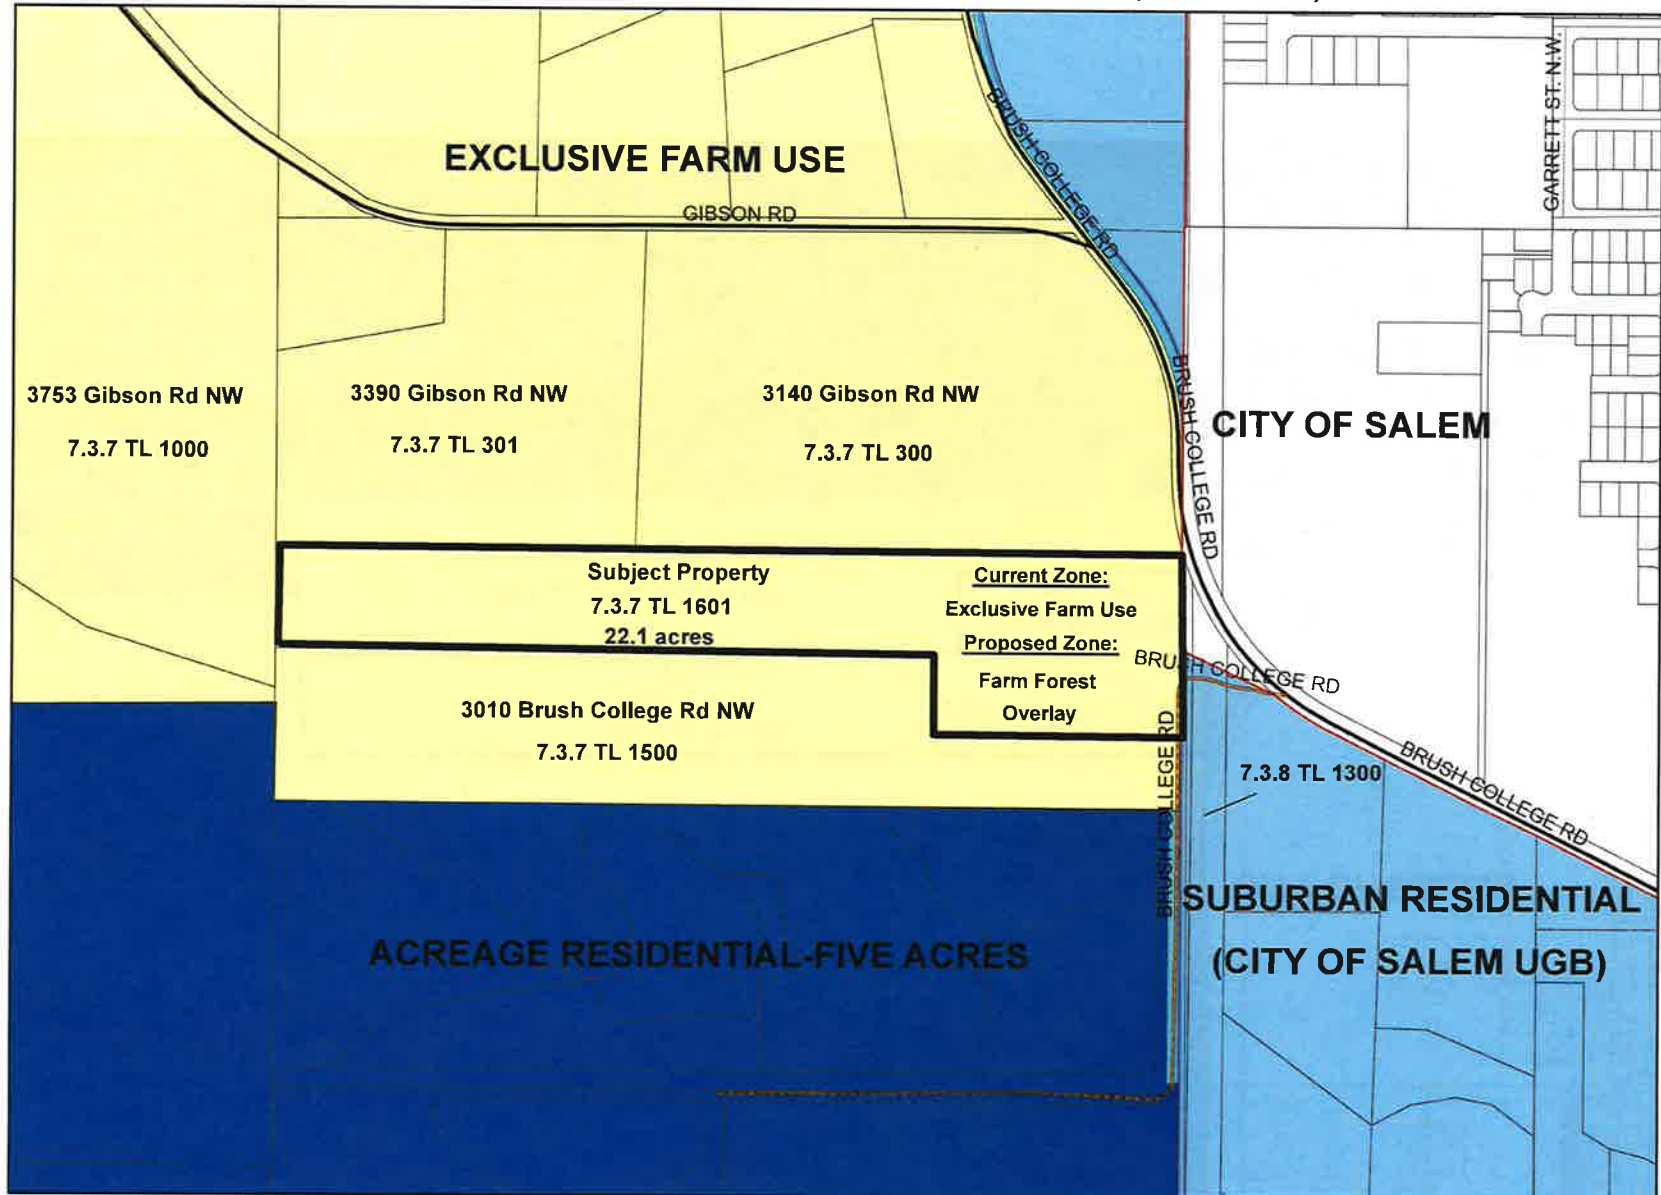 GARRETT ST. N.W.
BRUSH COLLEGE RD
EXCLUSIVE FARM USE
GIBSON RD
3753 Gibson Rd NW
7.3.7 TL 1000
3390 Gibson Rd NW
7.3.7 TL 301
3140 Gibson Rd NW
7.3.7 TL 300
BRUSH COLLEGE RD
CITY OF SALEM
Subject Property
7.3.7 TL 1601
22.1 acres
Current Zone:
Exclusive Farm Use
Proposed Zone:
Farm Forest
Overlay
BRUSH COLLEGE RD
3010 Brush College Rd NW
7.3.7 TL 1500
BRUSH COLLEGE RD
7.3.8 TL 1300
BRUSH COLLEGE RD
SUBURBAN RESIDENTIAL
(CITY OF SALEM UGB)
ACREAGE RESIDENTIAL-FIVE ACRES